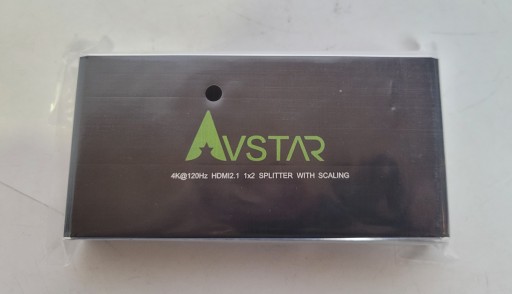 AVSTAR
4K@120Hz HDMI2.1 1x2 SPLITTER WITH SCALING